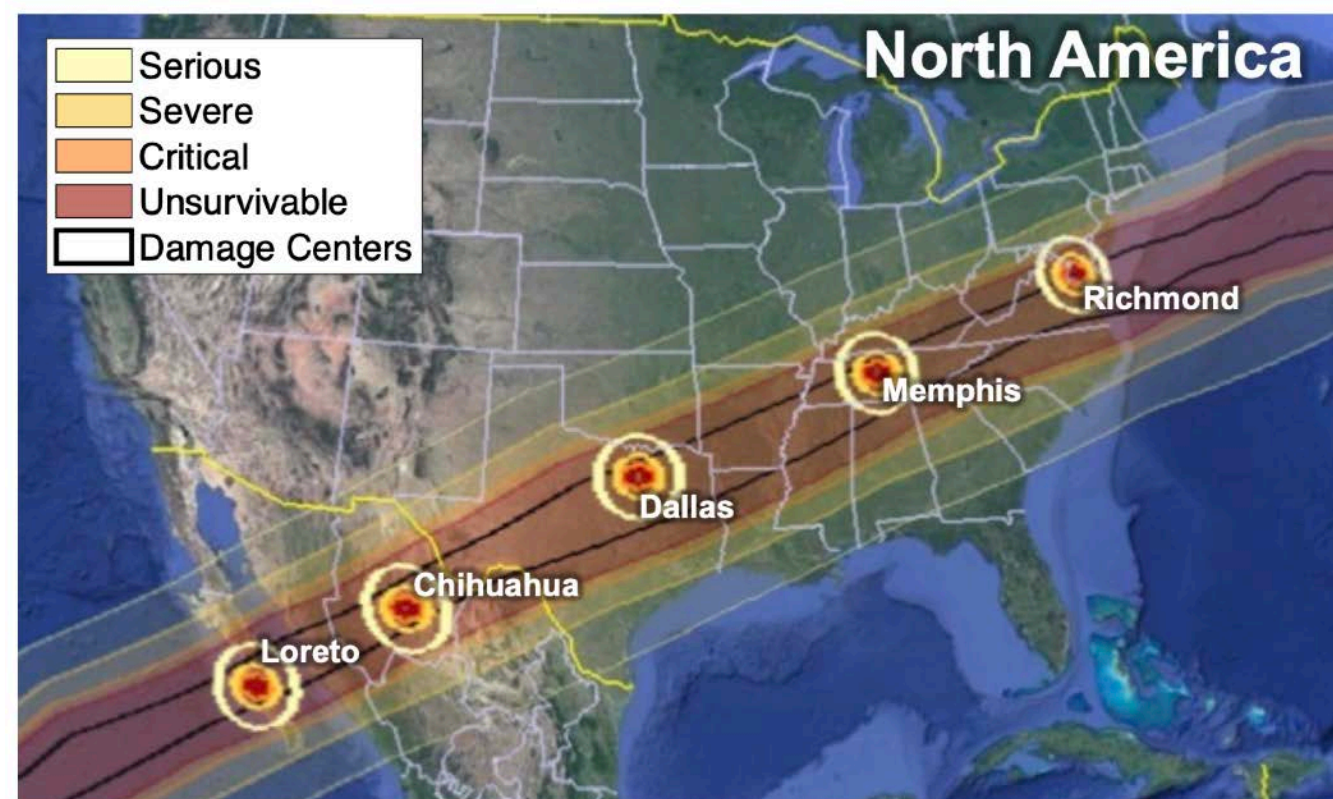 North America
Serious
Severe
Critical
Unsurvivable
Damage Centers
Richmond
Memphis
Dallas
Chihuahua
Loreto